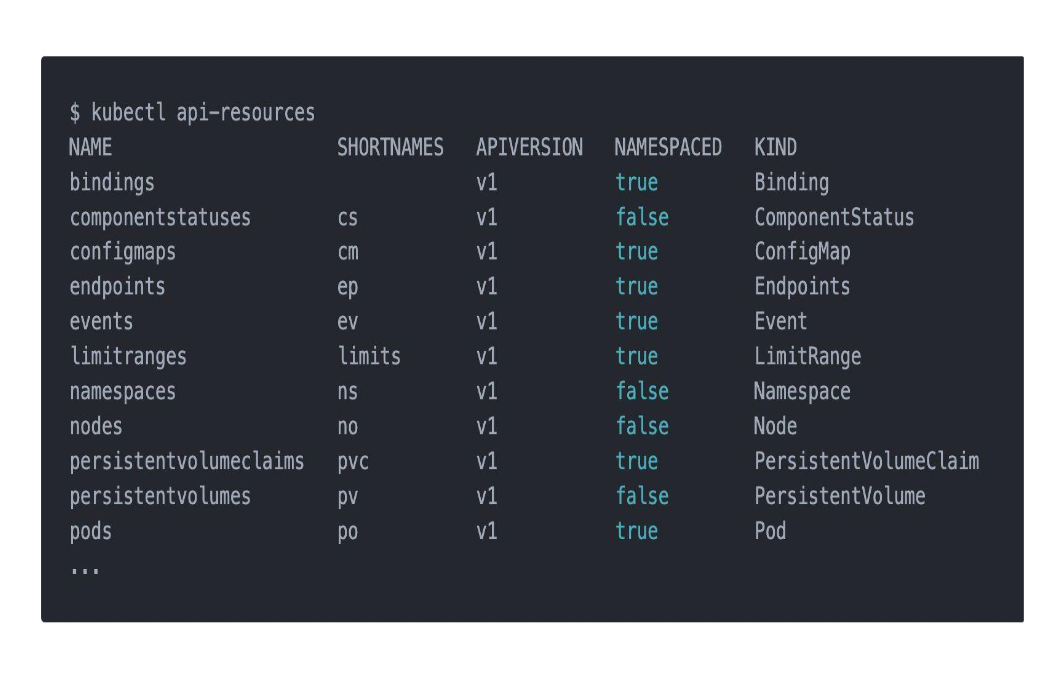 $ kubectl api-resources
NAME                     SHORTNAMES   APIVERSION   NAMESPACED   KIND
bindings                              v1           true         Binding
componentstatuses        cs           v1           false        ComponentStatus
configmaps               cm           v1           true         ConfigMap
endpoints                ep           v1           true         Endpoints
events                   ev           v1           true         Event
limitranges              limits       v1           true         LimitRange
namespaces               ns           v1           false        Namespace
nodes                    no           v1           false        Node
persistentvolumeclaims   pvc          v1           true         PersistentVolumeClaim
persistentvolumes        pv           v1           false        PersistentVolume
pods                     po           v1           true         Pod
...